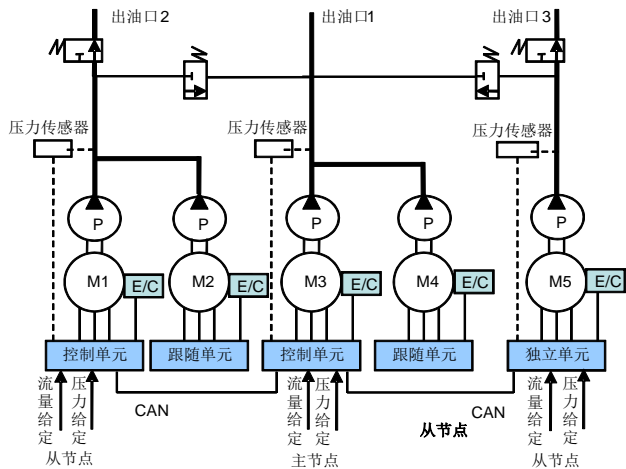 出油口2
出油口1
出油口3
压力传感器
压力传感器
压力传感器
P
P
P
P
P
M1
E/C
M2
E/C
M3
E/C
M4
E/C
M5
E/C
控制单元
跟随单元
控制单元
跟随单元
独立单元
流量给定
压力给定
CAN
流量给定
压力给定
CAN
流量给定
压力给定
从节点
从节点
主节点
从节点